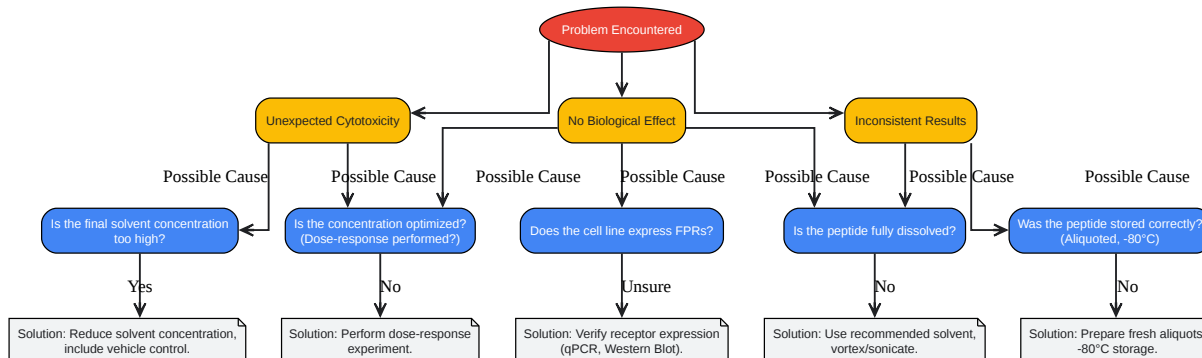 Problem Encountered
Unexpected Cytotoxicity
No Biological Effect
Inconsistent Results
Possible Cause
Possible Cause
Possible Cause
Possible Cause
Possible Cause
Possible Cause
Possible Cause
Is the final solvent concentration
too high?
Is the concentration optimized?
(Dose-response performed?)
Does the cell line express FPRs?
Is the peptide fully dissolved?
Was the peptide stored correctly?
(Aliquoted, -80°C)
Yes
No
Unsure
No
No
Solution: Reduce solvent concentration,
include vehicle control.
Solution: Perform dose-response
experiment.
Solution: Verify receptor expression
(qPCR, Western Blot).
Solution: Use recommended solvent,
vortex/sonicate.
Solution: Prepare fresh aliquots
-80°C storage.